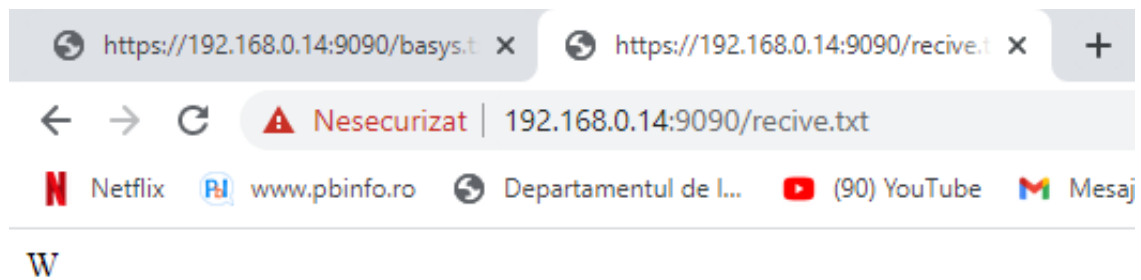 https://192.168.0.14:9090/basys.t https://192.168.0.14:9090/recive.t
Nesecurizat 192.168.0.14:9090/recive.txt
N Netflix PbI www.pbinfo.ro Departamentul de I... (90) YouTube Mesaj
W